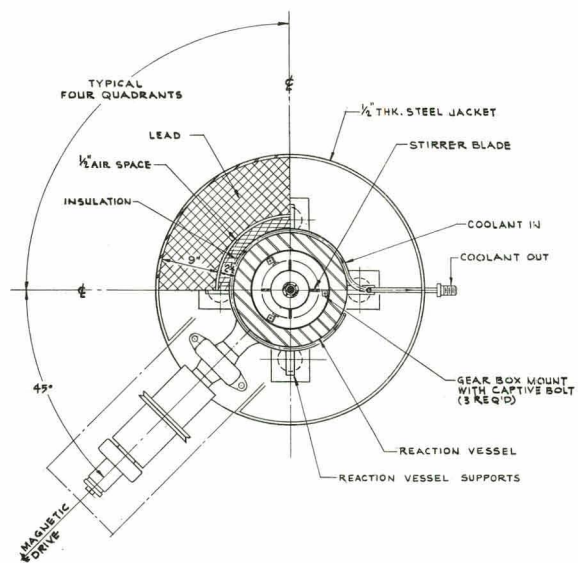 TYPICAL
FOUR QUADRANTS
℄
LEAD
½" THK. STEEL JACKET
½" AIR SPACE
STIRRER BLADE
INSULATION
COOLANT IN
9"
2"
COOLANT OUT
℄
45°
GEAR BOX MOUNT
WITH CAPTIVE BOLT
(3 REQ'D)
REACTION VESSEL
REACTION VESSEL SUPPORTS
℄ MAGNETIC
DRIVE